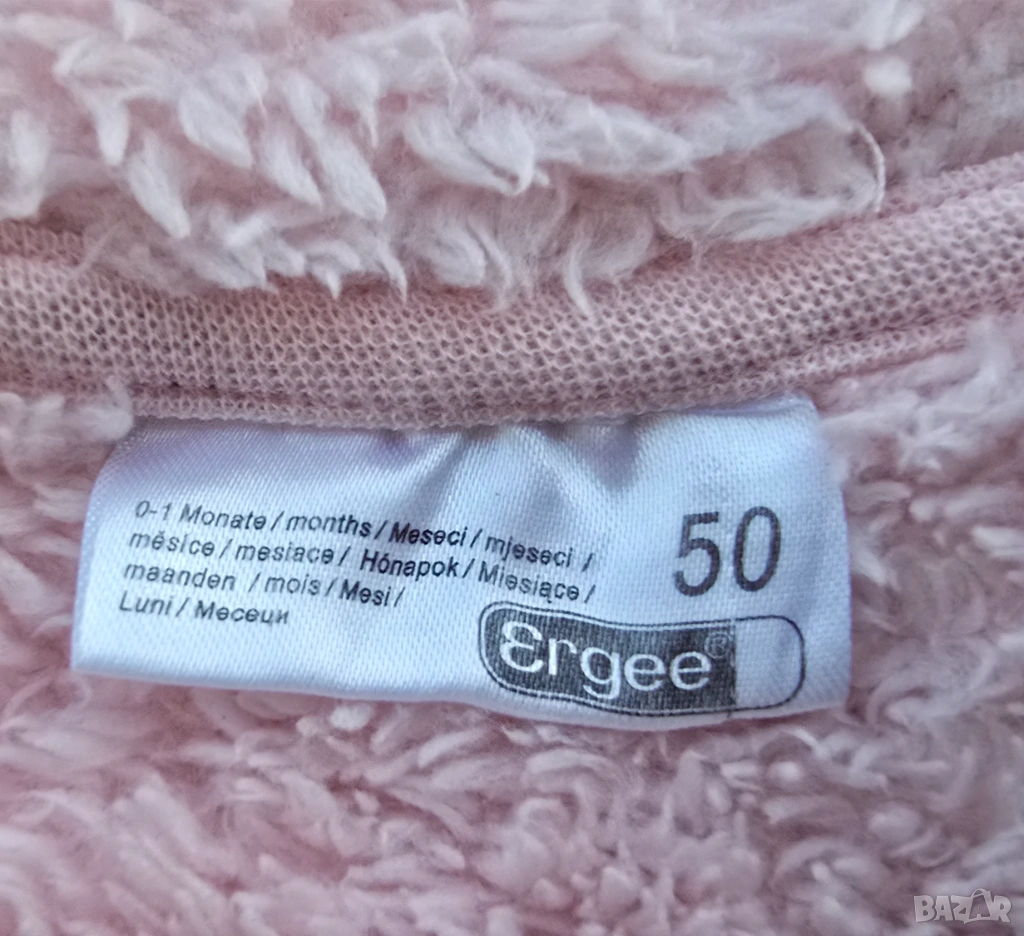 0-1 Monate / months / Meseci / mjeseci /
měsíce / mesiace / Hónapok / Miesiące /
maanden / mois / Mesi /
Luni / Месеци
50
Ergee®
BAZAR